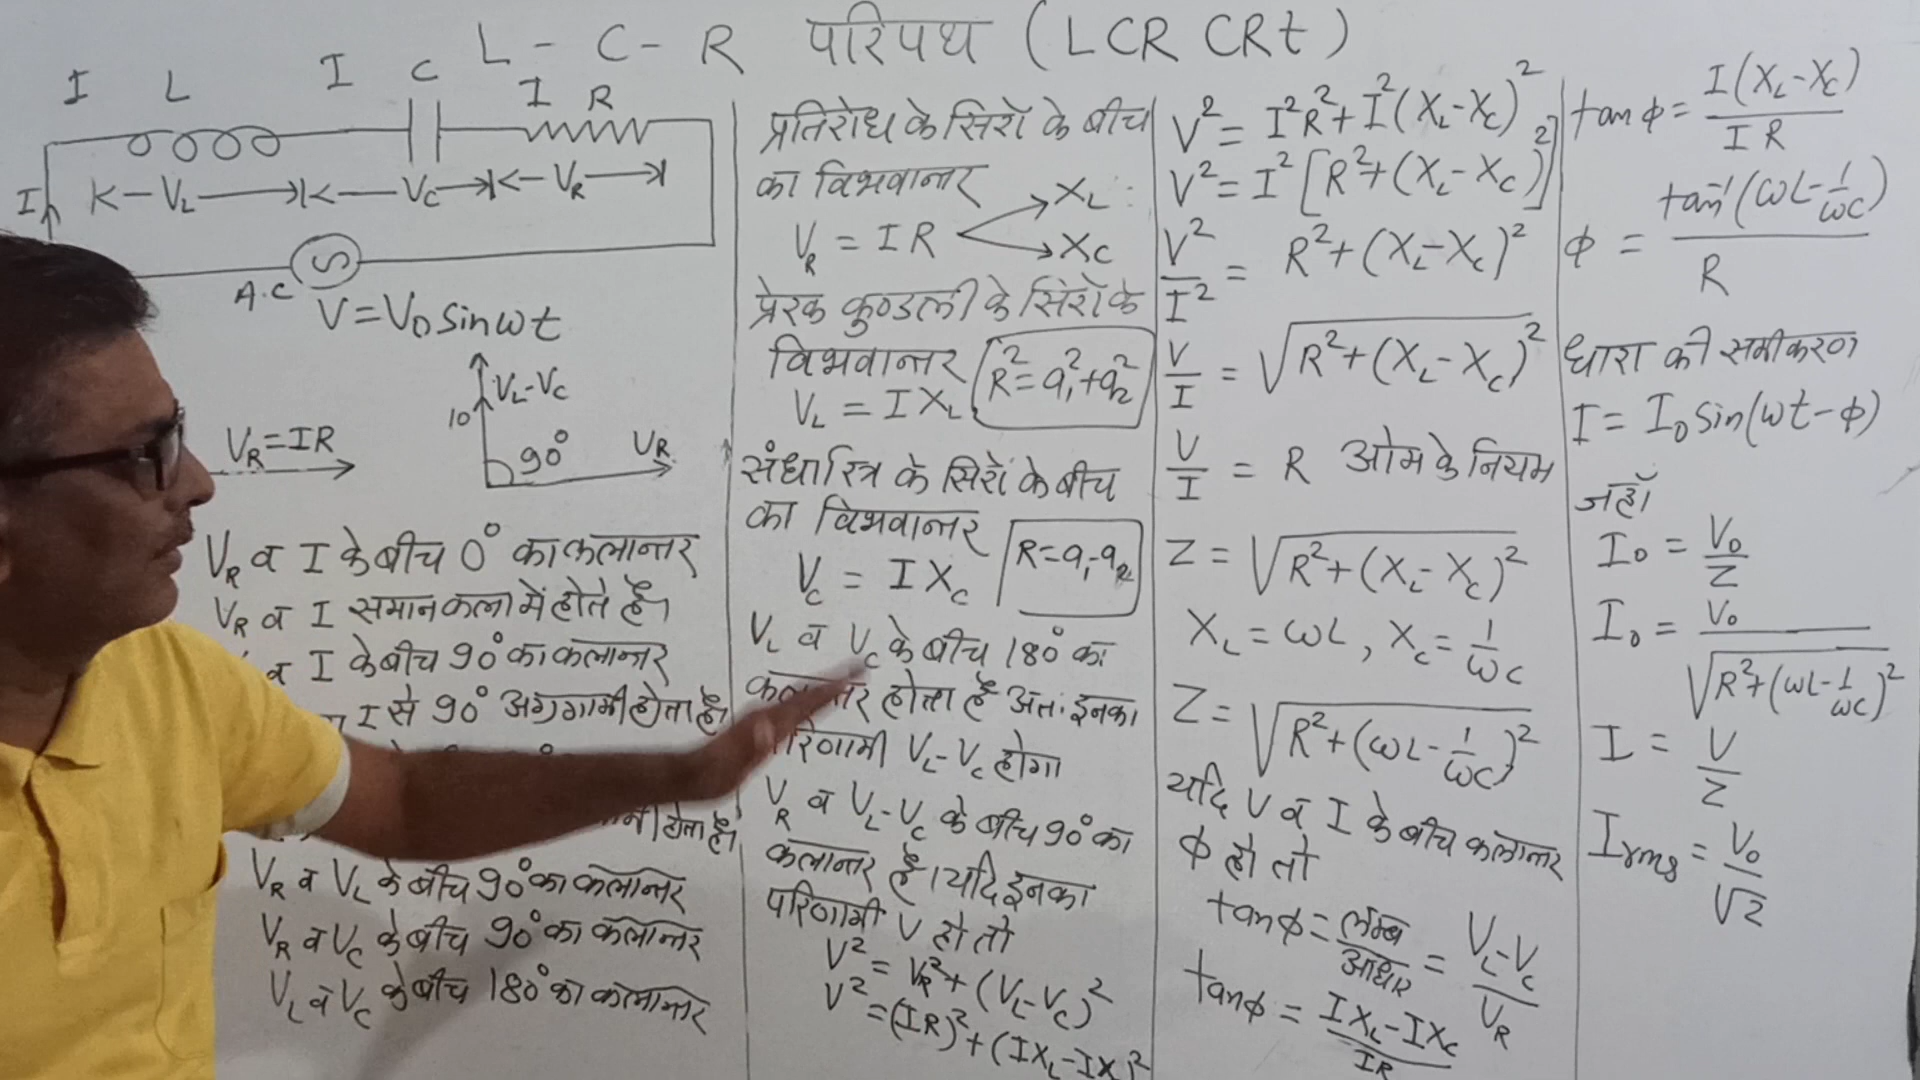 L - C - R परिपथ (LCR CRt)
I L I C I R
I
V_L V_C V_R
A.C
V=V₀ sinωt
V_L-V_C
10
90° V_R
V_R=IR
V_R व I के बीच 0° का कलान्तर
V_R व I समान कला में होते हैं।
व I के बीच 90° का कलान्तर
I से 90° अग्रगामी होता है।
होता है।
V_R व V_L के बीच 90° का कलान्तर
V_R व V_C के बीच 90° का कलान्तर
V_L व V_C के बीच 180° का कलान्तर
प्रतिरोध के सिरों के बीच
का विभवान्तर
V_R = IR
X_L
X_C
प्रेरक कुण्डली के सिरों के
विभवान्तर
V_L = I X_L
R²=a₁²+a₂²
संधारित्र के सिरों के बीच
का विभवान्तर
V_C = I X_C
R=a₁-a₂
V_L व V_C के बीच 180° का
होता है अतः इनका
V_L-V_C होगा
V_R व V_L-V_C के बीच 90° का
कलान्तर है। यदि इनका
परिणामी V हो तो
V² = V_R² + (V_L-V_C)²
V² = (IR)² + (IX_L-IX )²
V² = I²R²+I²(X_L-X_C)²
V² = I² [R²+(X_L-X_C)²]
V²/I² = R²+(X_L-X_C)²
V/I = √R²+(X_L-X_C)²
V/I = R ओम के नियम
Z = √R²+(X_L-X_C)²
X_L = ωL, X_C = 1/ωC
Z = √R²+(ωL-1/ωC)²
यदि V व I के बीच कलान्तर
ϕ हो तो
tanϕ = लम्ब/आधार = V_L-V_C/V_R
tanϕ = IX_L-IX_C/IR
tanϕ = I(X_L-X_C)/IR
ϕ = tan⁻¹(ωL-1/ωC)/R
धारा की समीकरण
I = I₀ sin(ωt-ϕ)
जहाँ
I₀ = V₀/Z
I₀ = V₀/√R²+(ωL-1/ωC)²
I = V/Z
I_rms = V₀/√2